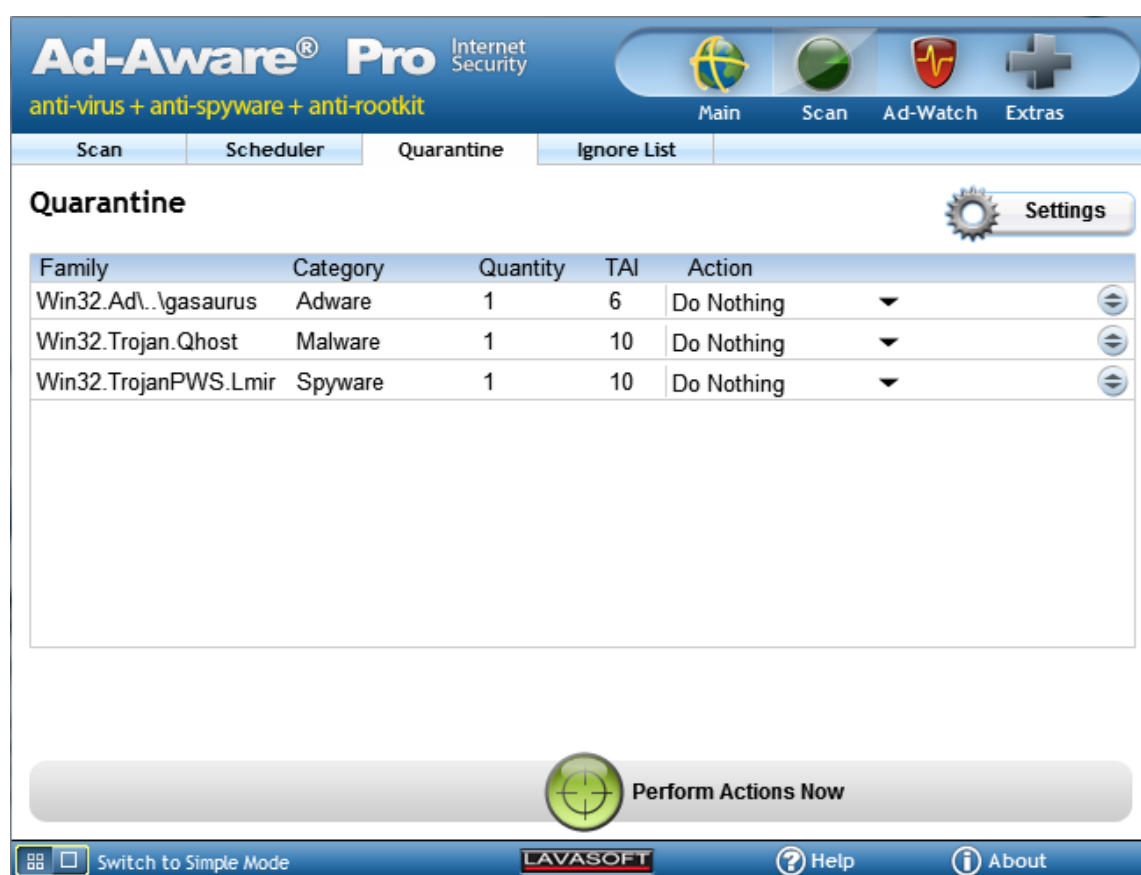 Ad-Aware® Pro Internet Security
anti-virus + anti-spyware + anti-rootkit
Main Scan Ad-Watch Extras
Scan Scheduler Quarantine Ignore List
Quarantine
Settings
Family Category Quantity TAI Action
Win32.Ad\..\gasaurus Adware 1 6 Do Nothing
Win32.Trojan.Qhost Malware 1 10 Do Nothing
Win32.TrojanPWS.Lmir Spyware 1 10 Do Nothing
Perform Actions Now
Switch to Simple Mode LAVASOFT Help About